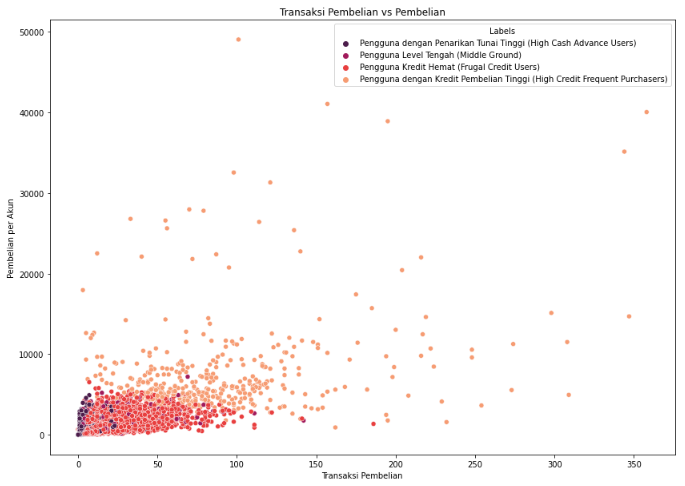 Transaksi Pembelian vs Pembelian
Labels
Pengguna dengan Penarikan Tunai Tinggi (High Cash Advance Users)
Pengguna Level Tengah (Middle Ground)
Pengguna Kredit Hemat (Frugal Credit Users)
Pengguna dengan Kredit Pembelian Tinggi (High Credit Frequent Purchasers)
Pembelian per Akun
50000
40000
30000
20000
10000
0
0 50 100 150 200 250 300 350
Transaksi Pembelian